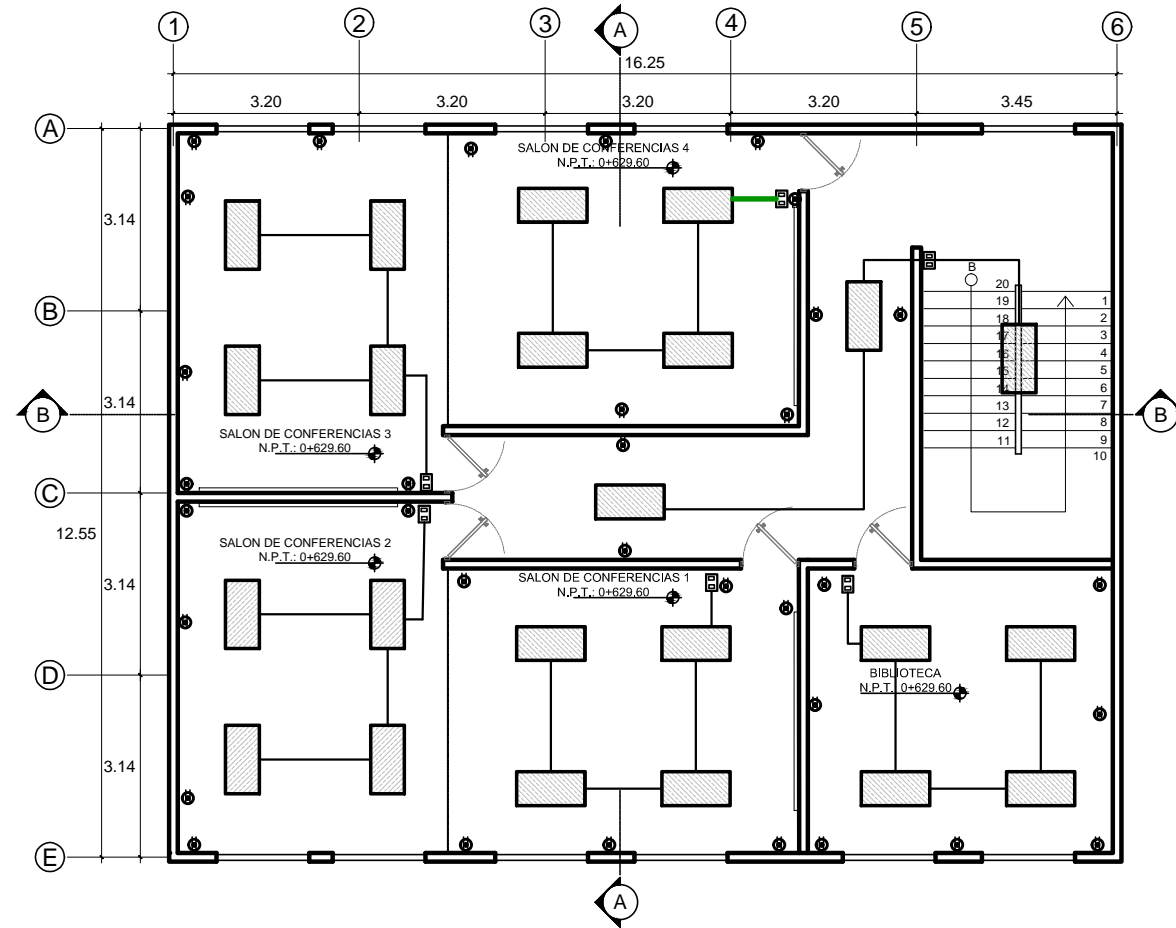 1 2 3 A 4 5 6
16.25
3.20 3.20 3.20 3.20 3.45
A
SALON DE CONFERENCIAS 4
N.P.T.: 0+629.60
3.14
B
B
20
19 1
18 2
17 3
16 4
15 5
14 6
13 7
12 8
11 9
10
3.14
B B
SALON DE CONFERENCIAS 3
N.P.T.: 0+629.60
C
12.55
SALON DE CONFERENCIAS 2
N.P.T.: 0+629.60
SALON DE CONFERENCIAS 1
N.P.T.: 0+629.60
3.14
D
BIBLIOTECA
N.P.T.: 0+629.60
3.14
E
A